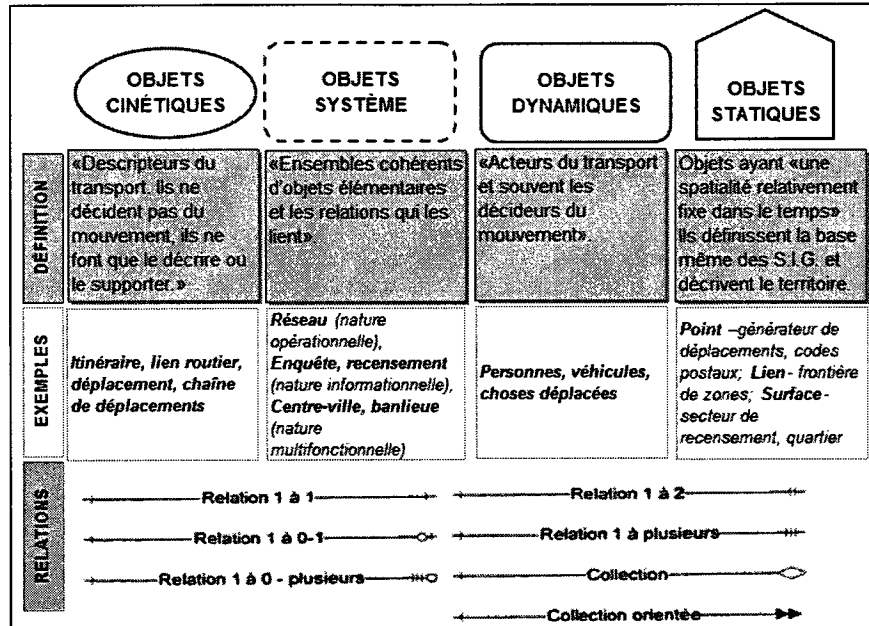 OBJETS
CINÉTIQUES
OBJETS
SYSTÈME
OBJETS
DYNAMIQUES
OBJETS
STATIQUES
DÉFINITION
«Descripteurs du
transport. Ils ne
décident pas du
mouvement, ils ne
font que le décrire ou
le supporter.»
«Ensembles cohérents
d'objets élémentaires
et les relations qui les
lient».
«Acteurs du transport
et souvent les
décideurs du
mouvement».
Objets ayant «une
spatialité relativement
fixe dans le temps»
Ils définissent la base
même des S.I.G. et
décrivent le territoire.
EXEMPLES
Itinéraire, lien routier,
déplacement, chaîne
de déplacements
Réseau (nature
opérationnelle),
Enquête, recensement
(nature informationnelle),
Centre-ville, banlieue
(nature
multifonctionnelle)
Personnes, véhicules,
choses déplacées
Point –générateur de
déplacements, codes
postaux; Lien- frontière
de zones; Surface-
secteur de
recensement, quartier
RELATIONS
Relation 1 à 1
Relation 1 à 0-1
Relation 1 à 0 - plusieurs
Relation 1 à 2
Relation 1 à plusieurs
Collection
Collection orientée